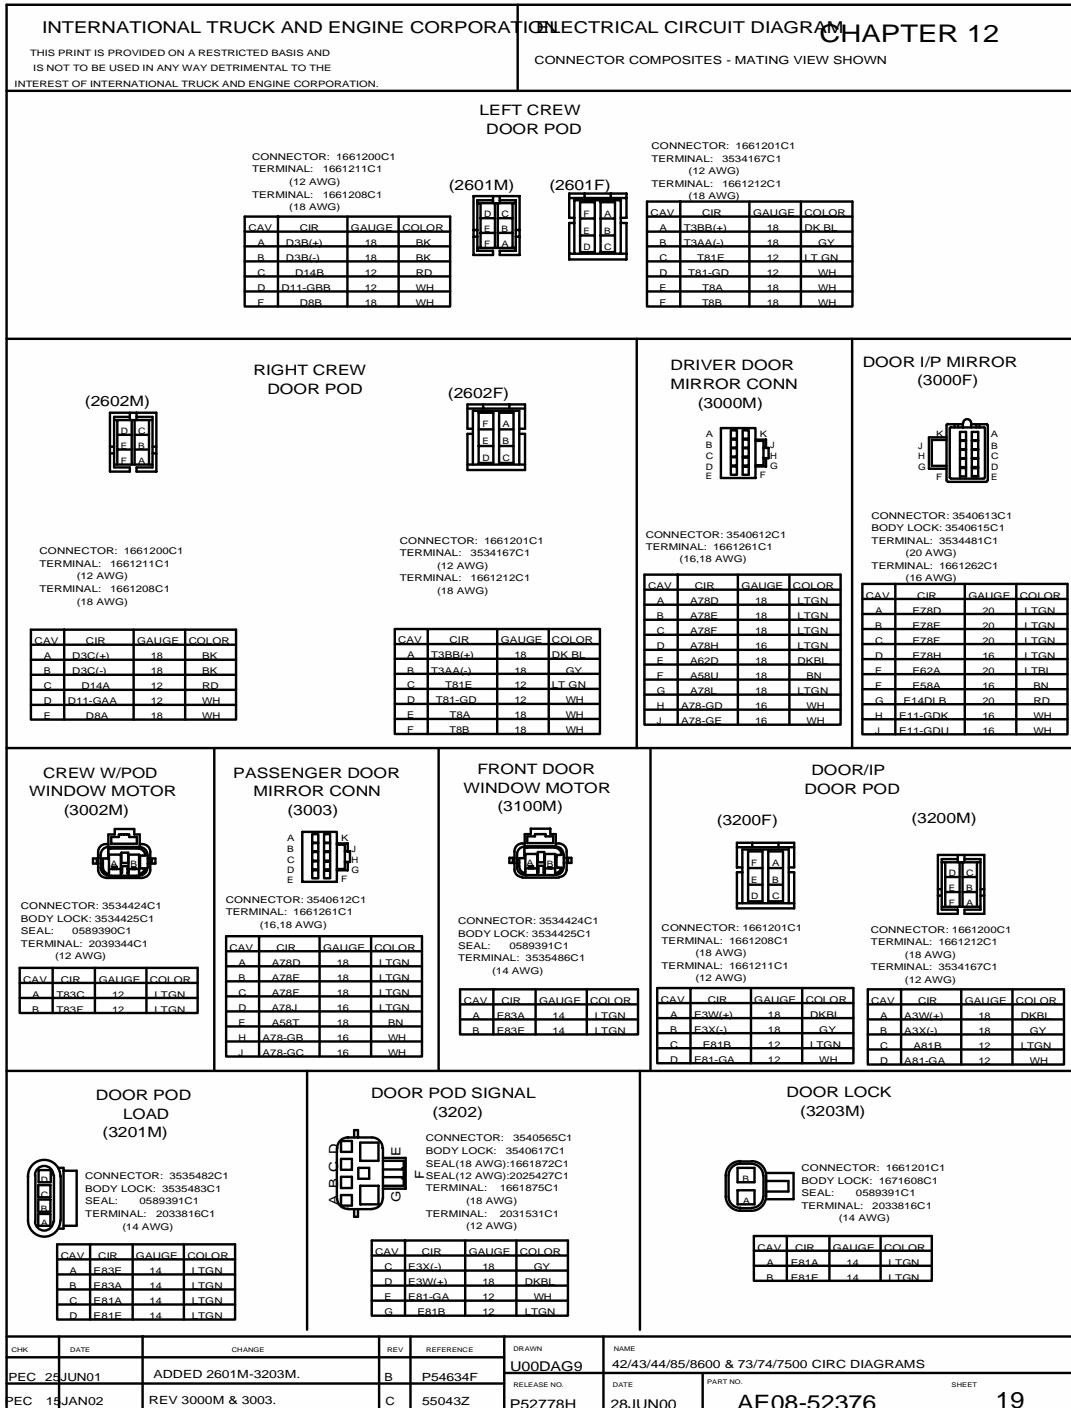 INTERNATIONAL TRUCK AND ENGINE CORPORATION
THIS PRINT IS PROVIDED ON A RESTRICTED BASIS AND
IS NOT TO BE USED IN ANY WAY DETRIMENTAL TO THE
INTEREST OF INTERNATIONAL TRUCK AND ENGINE CORPORATION.
ELECTRICAL CIRCUIT DIAGRAM
CHAPTER 12
CONNECTOR COMPOSITES - MATING VIEW SHOWN
LEFT CREW
DOOR POD
CONNECTOR: 1661200C1
TERMINAL: 1661211C1
(12 AWG)
TERMINAL: 1661208C1
(18 AWG)
(2601M)
D C
E B
F A
CAV CIR GAUGE COLOR
A D3B(+) 18 BK
B D3B(-) 18 BK
C D14B 12 RD
D D11-GBB 12 WH
E D8B 18 WH
(2601F)
F A
E B
D C
CONNECTOR: 1661201C1
TERMINAL: 3534167C1
(12 AWG)
TERMINAL: 1661212C1
(18 AWG)
CAV CIR GAUGE COLOR
A T3BB(+) 18 DK BL
B T3AA(-) 18 GY
C T81E 12 LT GN
D T81-GD 12 WH
E T8A 18 WH
F T8B 18 WH
RIGHT CREW
DOOR POD
(2602M)
D C
E B
F A
CONNECTOR: 1661200C1
TERMINAL: 1661211C1
(12 AWG)
TERMINAL: 1661208C1
(18 AWG)
CAV CIR GAUGE COLOR
A D3C(+) 18 BK
B D3C(-) 18 BK
C D14A 12 RD
D D11-GAA 12 WH
E D8A 18 WH
(2602F)
F A
E B
D C
CONNECTOR: 1661201C1
TERMINAL: 3534167C1
(12 AWG)
TERMINAL: 1661212C1
(18 AWG)
CAV CIR GAUGE COLOR
A T3BB(+) 18 DK BL
B T3AA(-) 18 GY
C T81E 12 LT GN
D T81-GD 12 WH
E T8A 18 WH
F T8B 18 WH
DRIVER DOOR
MIRROR CONN
(3000M)
A K
B J
C H
D G
E F
CONNECTOR: 3540612C1
TERMINAL: 1661261C1
(16,18 AWG)
CAV CIR GAUGE COLOR
A A78D 18 LTGN
B A78E 18 LTGN
C A78F 18 LTGN
D A78H 16 LTGN
E A62D 18 DKBL
F A58U 18 BN
G A78L 18 LTGN
H A78-GD 16 WH
J A78-GE 16 WH
DOOR I/P MIRROR
(3000F)
K A
J B
H C
G D
F E
CONNECTOR: 3540613C1
BODY LOCK: 3540615C1
TERMINAL: 3534481C1
(20 AWG)
TERMINAL: 1661262C1
(16 AWG)
CAV CIR GAUGE COLOR
A E78D 20 LTGN
B E78E 20 LTGN
C E78F 20 LTGN
D E78H 16 LTGN
E E62A 20 LTBL
F E58A 16 BN
G E14DLB 20 RD
H E11-GDK 16 WH
J E11-GDU 16 WH
CREW W/POD
WINDOW MOTOR
(3002M)
A B
CONNECTOR: 3534424C1
BODY LOCK: 3534425C1
SEAL: 0589390C1
TERMINAL: 2039344C1
(12 AWG)
CAV CIR GAUGE COLOR
A T83C 12 LTGN
B T83F 12 LTGN
PASSENGER DOOR
MIRROR CONN
(3003)
A K
B J
C H
D G
E F
CONNECTOR: 3540612C1
TERMINAL: 1661261C1
(16,18 AWG)
CAV CIR GAUGE COLOR
A A78D 18 LTGN
B A78E 18 LTGN
C A78F 18 LTGN
D A78J 16 LTGN
F A58T 18 BN
H A78-GB 16 WH
J A78-GC 16 WH
FRONT DOOR
WINDOW MOTOR
(3100M)
A B
CONNECTOR: 3534424C1
BODY LOCK: 3534425C1
SEAL: 0589391C1
TERMINAL: 3535486C1
(14 AWG)
CAV CIR GAUGE COLOR
A E83A 14 LTGN
B E83E 14 LTGN
DOOR/IP
DOOR POD
(3200F)
F A
E B
D C
CONNECTOR: 1661201C1
TERMINAL: 1661208C1
(18 AWG)
TERMINAL: 1661211C1
(12 AWG)
CAV CIR GAUGE COLOR
A E3W(+) 18 DKBL
B E3X(-) 18 GY
C E81B 12 LTGN
D E81-GA 12 WH
(3200M)
D C
E B
F A
CONNECTOR: 1661200C1
TERMINAL: 1661212C1
(18 AWG)
TERMINAL: 3534167C1
(12 AWG)
CAV CIR GAUGE COLOR
A A3W(+) 18 DKBL
B A3X(-) 18 GY
C A81B 12 LTGN
D A81-GA 12 WH
DOOR POD
LOAD
(3201M)
D
C
B
A
CONNECTOR: 3535482C1
BODY LOCK: 3535483C1
SEAL: 0589391C1
TERMINAL: 2033816C1
(14 AWG)
CAV CIR GAUGE COLOR
A E83E 14 LTGN
B E83A 14 LTGN
C E81A 14 LTGN
D E81E 14 LTGN
DOOR POD SIGNAL
(3202)
A B C D
G F E
CONNECTOR: 3540565C1
BODY LOCK: 3540617C1
SEAL(18 AWG):1661872C1
SEAL(12 AWG):2025427C1
TERMINAL: 1661875C1
(18 AWG)
TERMINAL: 2031531C1
(12 AWG)
CAV CIR GAUGE COLOR
C E3X(-) 18 GY
D E3W(+) 18 DKBL
E E81-GA 12 WH
G E81B 12 LTGN
DOOR LOCK
(3203M)
B
A
CONNECTOR: 1661201C1
BODY LOCK: 1671608C1
SEAL: 0589391C1
TERMINAL: 2033816C1
(14 AWG)
CAV CIR GAUGE COLOR
A E81A 14 LTGN
B E81E 14 LTGN
CHK DATE CHANGE REV REFERENCE
PEC 25JUN01 ADDED 2601M-3203M. B P54634F
PEC 15JAN02 REV 3000M & 3003. C 55043Z
DRAWN
U00DAG9
NAME
42/43/44/85/8600 & 73/74/7500 CIRC DIAGRAMS
RELEASE NO.
P52778H
DATE
28JUN00
PART NO.
AE08-52376
SHEET
19